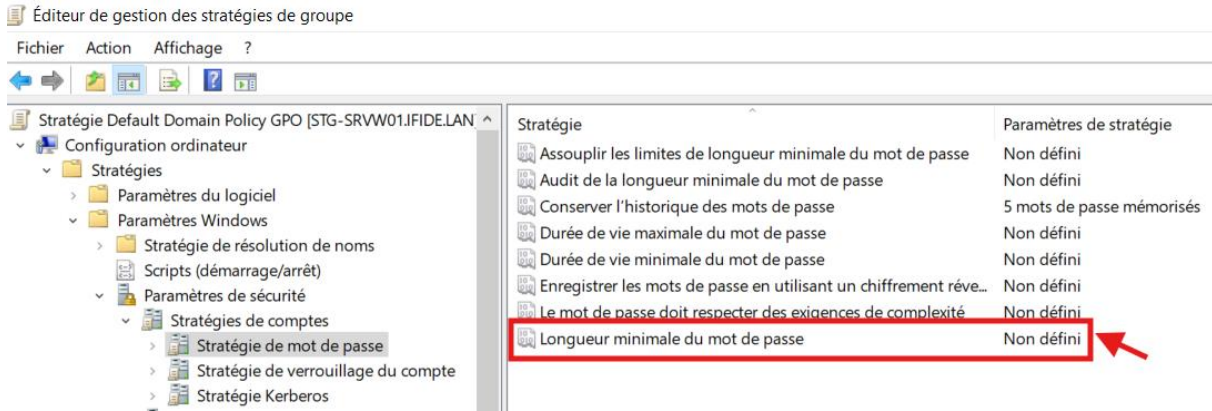 Éditeur de gestion des stratégies de groupe
Fichier Action Affichage ?
Stratégie Default Domain Policy GPO [STG-SRVW01.IFIDE.LAN]
Configuration ordinateur
Stratégies
Paramètres du logiciel
Paramètres Windows
Stratégie de résolution de noms
Scripts (démarrage/arrêt)
Paramètres de sécurité
Stratégies de comptes
Stratégie de mot de passe
Stratégie de verrouillage du compte
Stratégie Kerberos
Stratégie Paramètres de stratégie
Assouplir les limites de longueur minimale du mot de passe Non défini
Audit de la longueur minimale du mot de passe Non défini
Conserver l’historique des mots de passe 5 mots de passe mémorisés
Durée de vie maximale du mot de passe Non défini
Durée de vie minimale du mot de passe Non défini
Enregistrer les mots de passe en utilisant un chiffrement réve... Non défini
Le mot de passe doit respecter des exigences de complexité Non défini
Longueur minimale du mot de passe Non défini